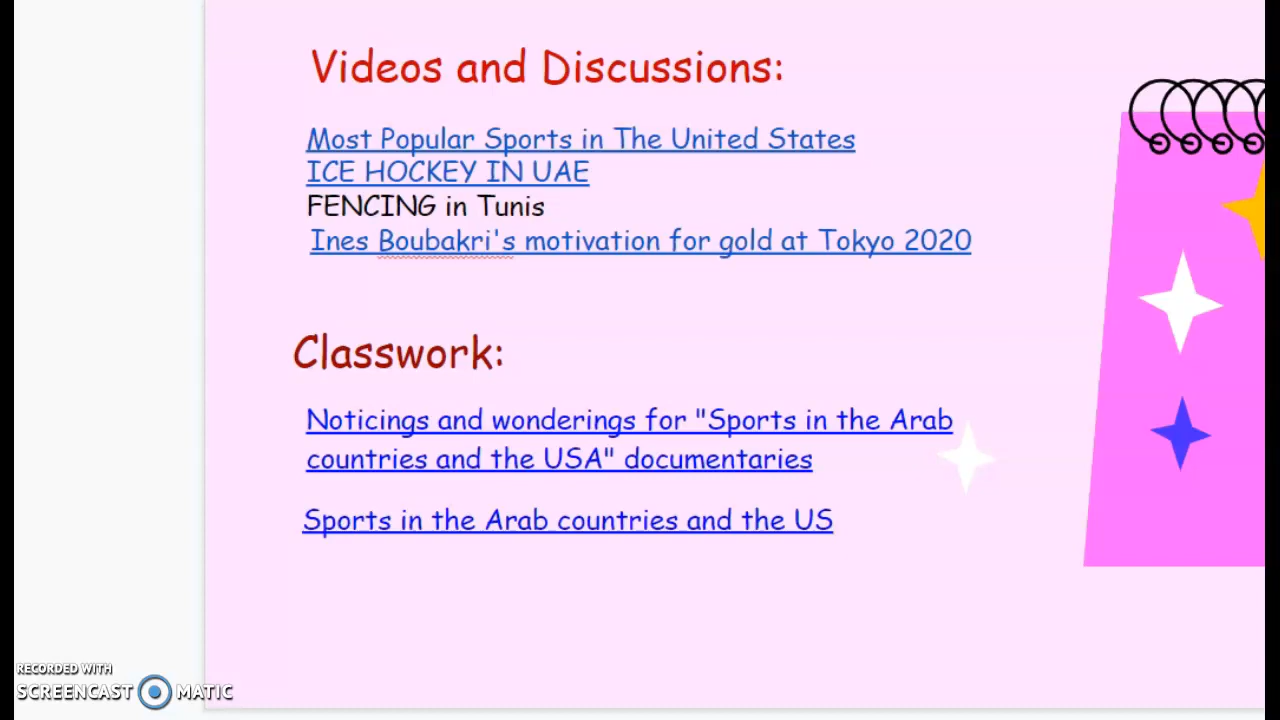 Videos and Discussions:
Most Popular Sports in The United States
ICE HOCKEY IN UAE
FENCING in Tunis
Ines Boubakri's motivation for gold at Tokyo 2020
Classwork:
Noticings and wonderings for "Sports in the Arab
countries and the USA" documentaries
Sports in the Arab countries and the US
RECORDED WITH
SCREENCAST MATIC